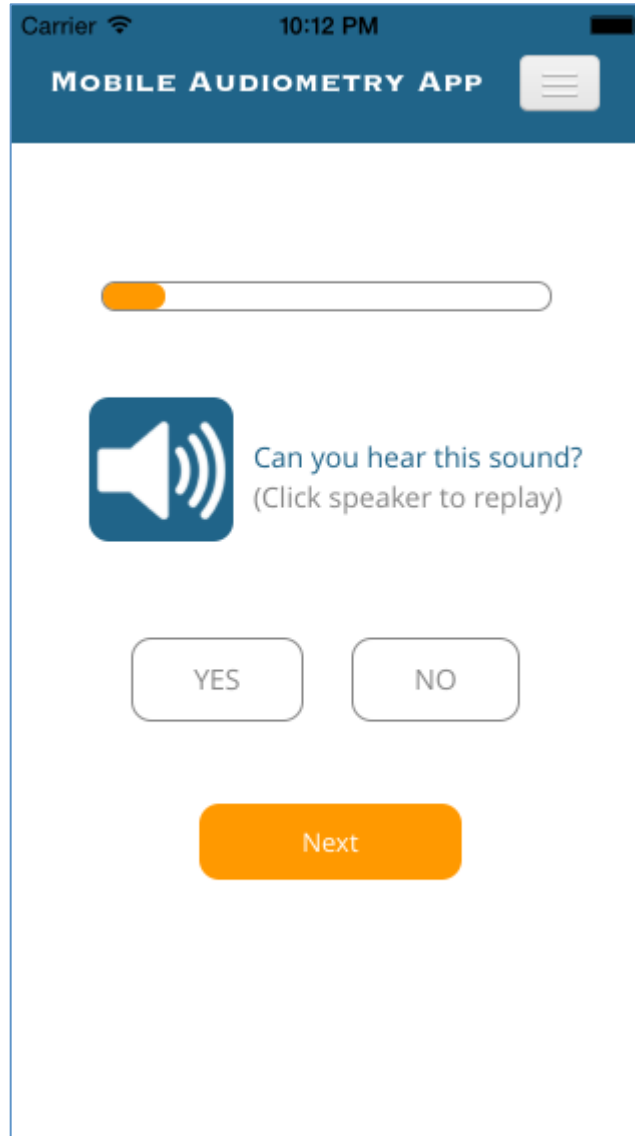 Carrier 10:12 PM
MOBILE AUDIOMETRY APP
Can you hear this sound?
(Click speaker to replay)
YES NO
Next